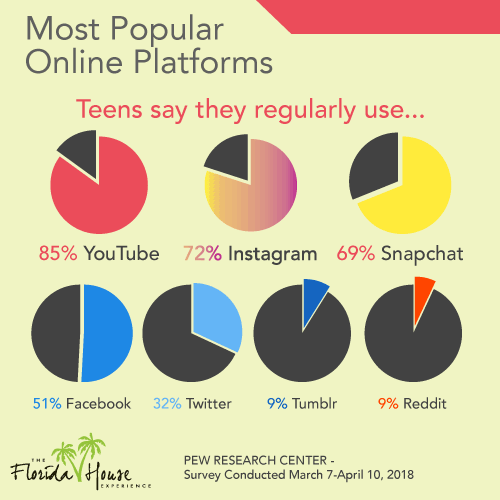 Most Popular
Online Platforms
Teens say they regularly use...
85% YouTube
72% Instagram
69% Snapchat
51% Facebook
32% Twitter
9% Tumblr
9% Reddit
THE
Florida House
EXPERIENCE
PEW RESEARCH CENTER -
Survey Conducted March 7-April 10, 2018